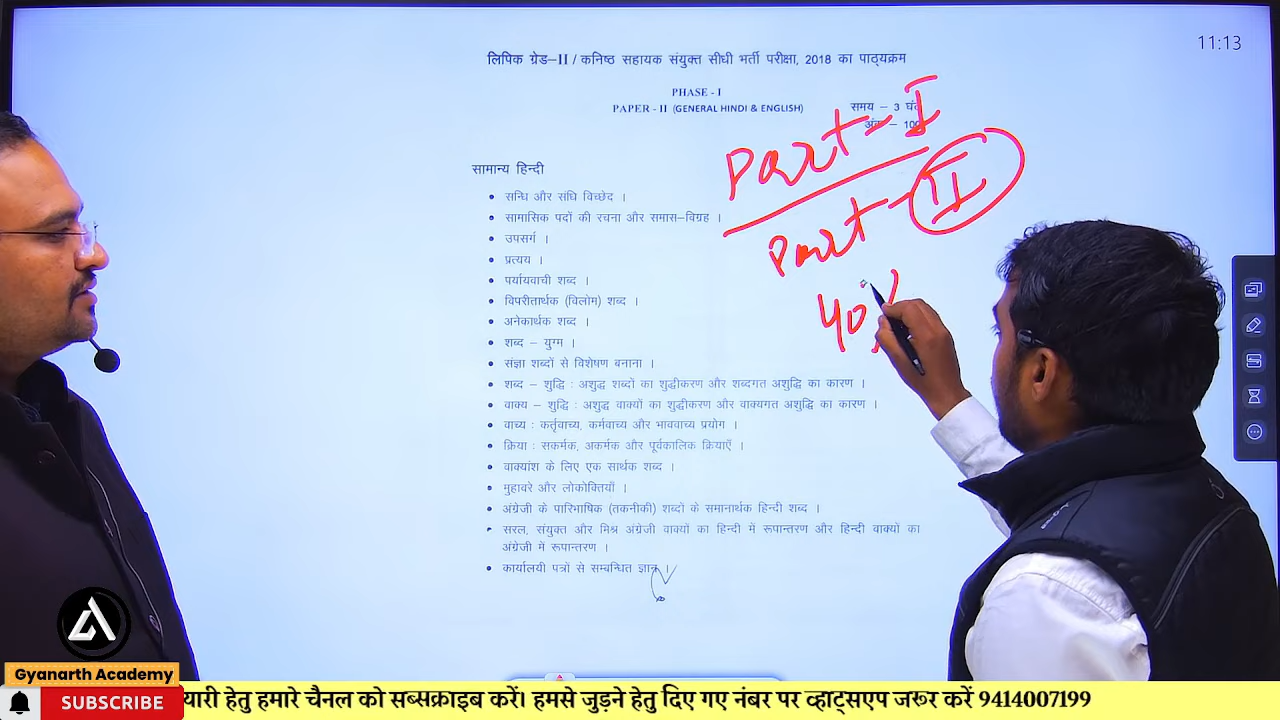 11:13
लिपिक ग्रेड–II / कनिष्ठ सहायक संयुक्त सीधी भर्ती परीक्षा, 2018 का पाठ्यक्रम
PHASE - I
PAPER - II (GENERAL HINDI & ENGLISH)
समय – 3
अंक – 100
Part - I
Part - II
40%
सामान्य हिन्दी
• सन्धि और संधि विच्छेद ।
• सामासिक पदों की रचना और समास–विग्रह ।
• उपसर्ग ।
• प्रत्यय ।
• पर्यायवाची शब्द ।
• विपरीतार्थक (विलोम) शब्द ।
• अनेकार्थक शब्द ।
• शब्द – युग्म ।
• संज्ञा शब्दों से विशेषण बनाना ।
• शब्द – शुद्धि : अशुद्ध शब्दों का शुद्धीकरण और शब्दगत अशुद्धि का कारण ।
• वाक्य – शुद्धि : अशुद्ध वाक्यों का शुद्धीकरण और वाक्यगत अशुद्धि का कारण ।
• वाच्य : कर्तृवाच्य, कर्मवाच्य और भाववाच्य प्रयोग ।
• क्रिया : सकर्मक, अकर्मक और पूर्वकालिक क्रियाएँ ।
• वाक्यांश के लिए एक सार्थक शब्द ।
• मुहावरे और लोकोक्तियाँ ।
• अंग्रेजी के पारिभाषिक (तकनीकी) शब्दों के समानार्थक हिन्दी शब्द ।
• सरल, संयुक्त और मिश्र अंग्रेजी वाक्यों का हिन्दी में रूपान्तरण और हिन्दी वाक्यों का
अंग्रेजी में रूपान्तरण ।
• कार्यालयी पत्रों से सम्बन्धित ज्ञान ।
Gyanarth Academy
SUBSCRIBE
यारी हेतु हमारे चैनल को सब्सक्राइब करें। हमसे जुड़ने हेतु दिए गए नंबर पर व्हाट्सएप जरूर करें 9414007199